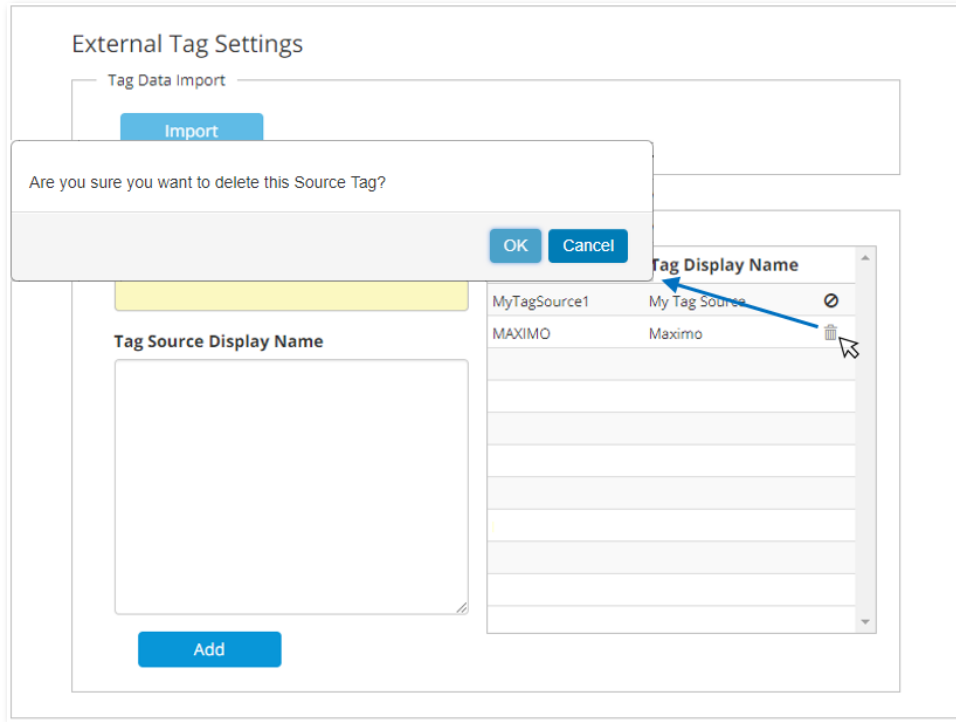 External Tag Settings
Tag Data Import
Import
Are you sure you want to delete this Source Tag?
OK Cancel
Tag Display Name
MyTagSource1 My Tag Source
MAXIMO Maximo
Tag Source Display Name
Add